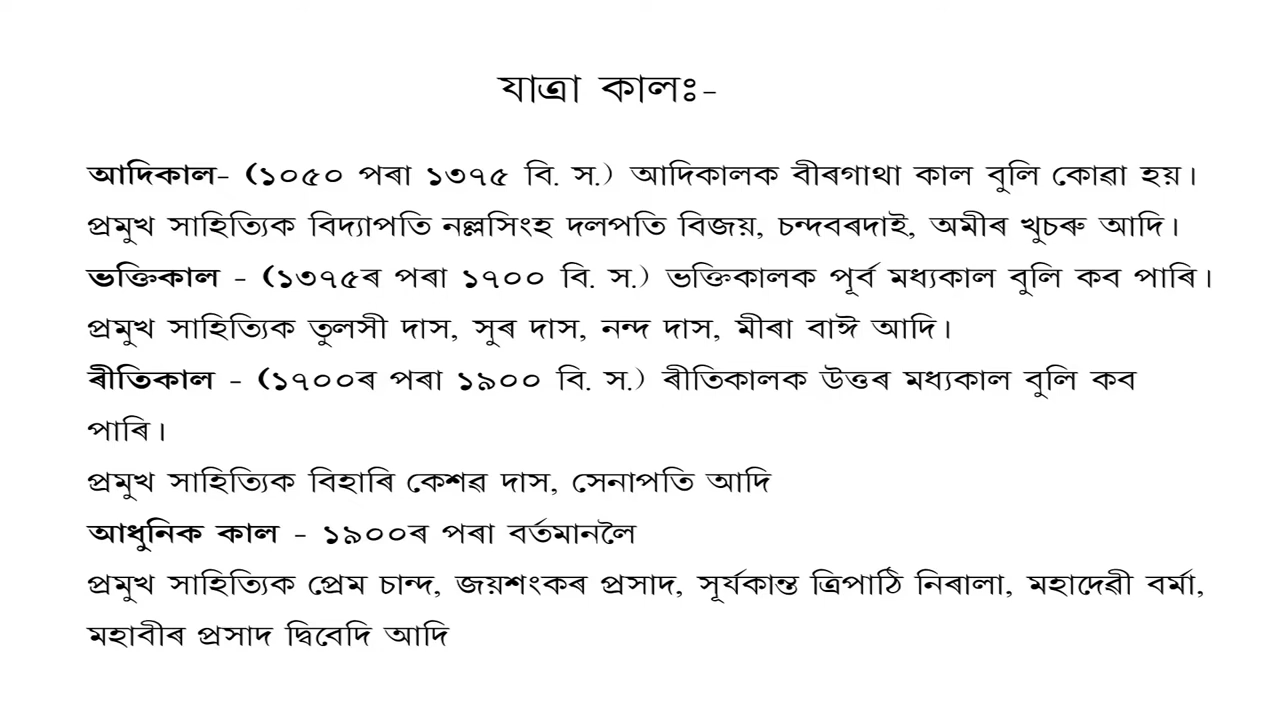 যাত্ৰা কালঃ-
আদিকাল- (১০৫০ পৰা ১৩৭৫ বি. স.) আদিকালক বীৰগাথা কাল বুলি কোৱা হয়।
প্ৰমুখ সাহিত্যিক বিদ্যাপতি নল্লসিংহ দলপতি বিজয়, চন্দবৰদাই, অমীৰ খুচৰু আদি।
ভক্তিকাল - (১৩৭৫ৰ পৰা ১৭০০ বি. স.) ভক্তিকালক পূৰ্ব মধ্যকাল বুলি কব পাৰি।
প্ৰমুখ সাহিত্যিক তুলসী দাস, সুৰ দাস, নন্দ দাস, মীৰা বাঈ আদি।
ৰীতিকাল - (১৭০০ৰ পৰা ১৯০০ বি. স.) ৰীতিকালক উত্তৰ মধ্যকাল বুলি কব
পাৰি।
প্ৰমুখ সাহিত্যিক বিহাৰি কেশৱ দাস, সেনাপতি আদি
আধুনিক কাল - ১৯০০ৰ পৰা বৰ্তমানলৈ
প্ৰমুখ সাহিত্যিক প্ৰেম চান্দ, জয়শংকৰ প্ৰসাদ, সূৰ্যকান্ত ত্ৰিপাঠি নিৰালা, মহাদেৱী বৰ্মা,
মহাবীৰ প্ৰসাদ দ্বিবেদি আদি